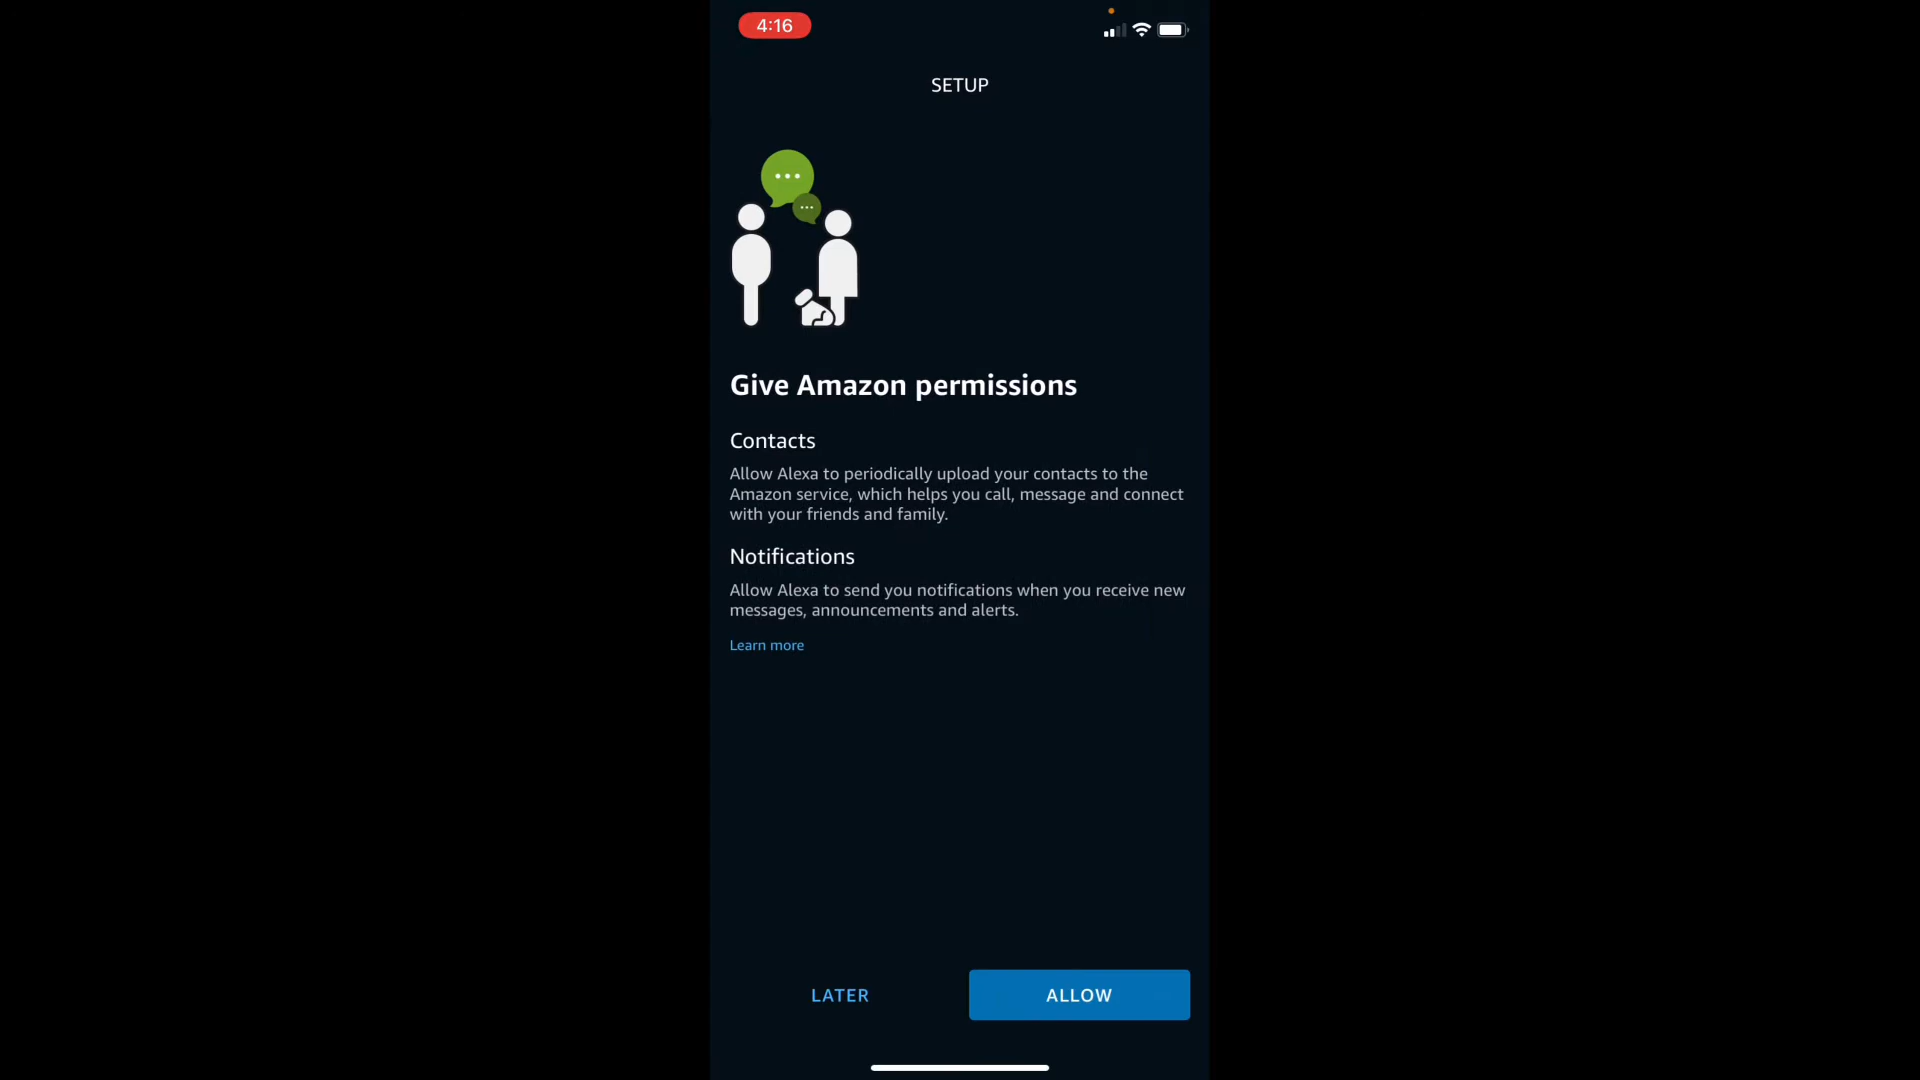 4:16
SETUP
Give Amazon permissions
Contacts
Allow Alexa to periodically upload your contacts to the
Amazon service, which helps you call, message and connect
with your friends and family.
Notifications
Allow Alexa to send you notifications when you receive new
messages, announcements and alerts.
Learn more
LATER
ALLOW